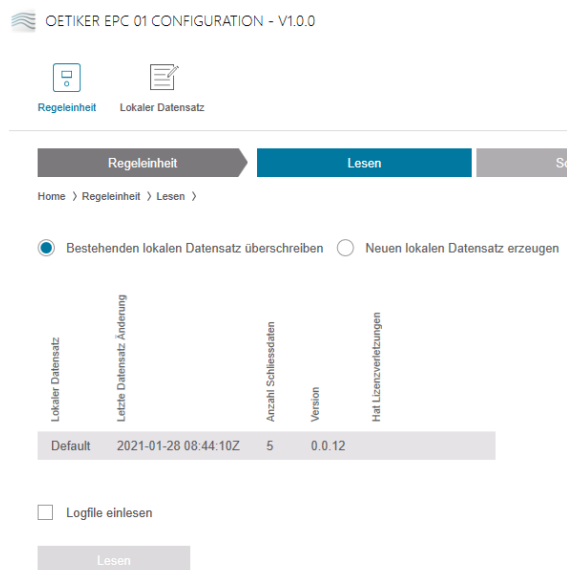 OETIKER EPC 01 CONFIGURATION - V1.0.0
Regeleinheit Lokaler Datensatz
Regeleinheit Lesen
Home > Regeleinheit > Lesen >
Bestehenden lokalen Datensatz überschreiben Neuen lokalen Datensatz erzeugen
Lokaler Datensatz Letzte Datensatz Änderung Anzahl Schliessdaten Version Hat Lizenzverletzungen
Default 2021-01-28 08:44:10Z 5 0.0.12
Logfile einlesen
Lesen